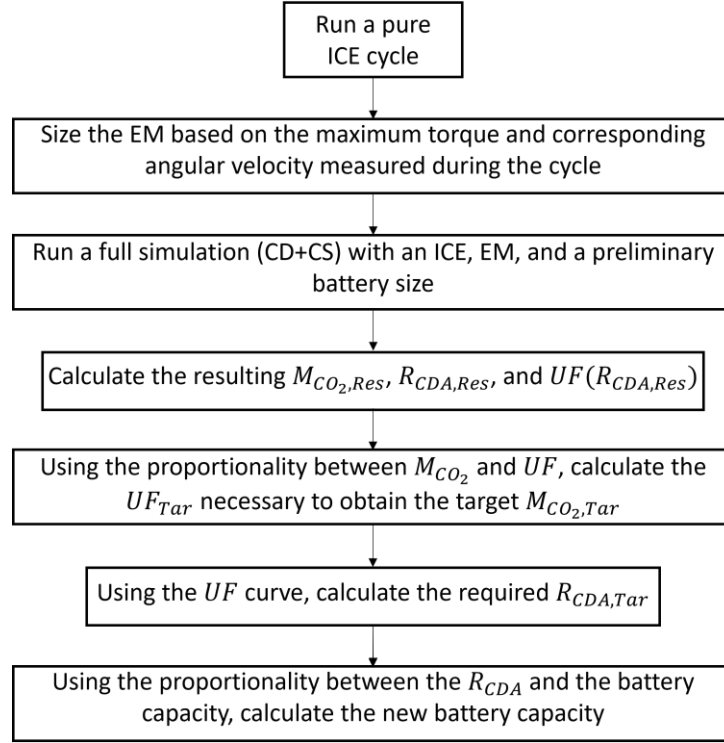 Run a pure
ICE cycle
Size the EM based on the maximum torque and corresponding
angular velocity measured during the cycle
Run a full simulation (CD+CS) with an ICE, EM, and a preliminary
battery size
Calculate the resulting $M_{CO_2,Res}$, $R_{CDA,Res}$, and $UF(R_{CDA,Res})$
Using the proportionality between $M_{CO_2}$ and $UF$, calculate the
$UF_{Tar}$ necessary to obtain the target $M_{CO_2,Tar}$
Using the $UF$ curve, calculate the required $R_{CDA,Tar}$
Using the proportionality between the $R_{CDA}$ and the battery
capacity, calculate the new battery capacity